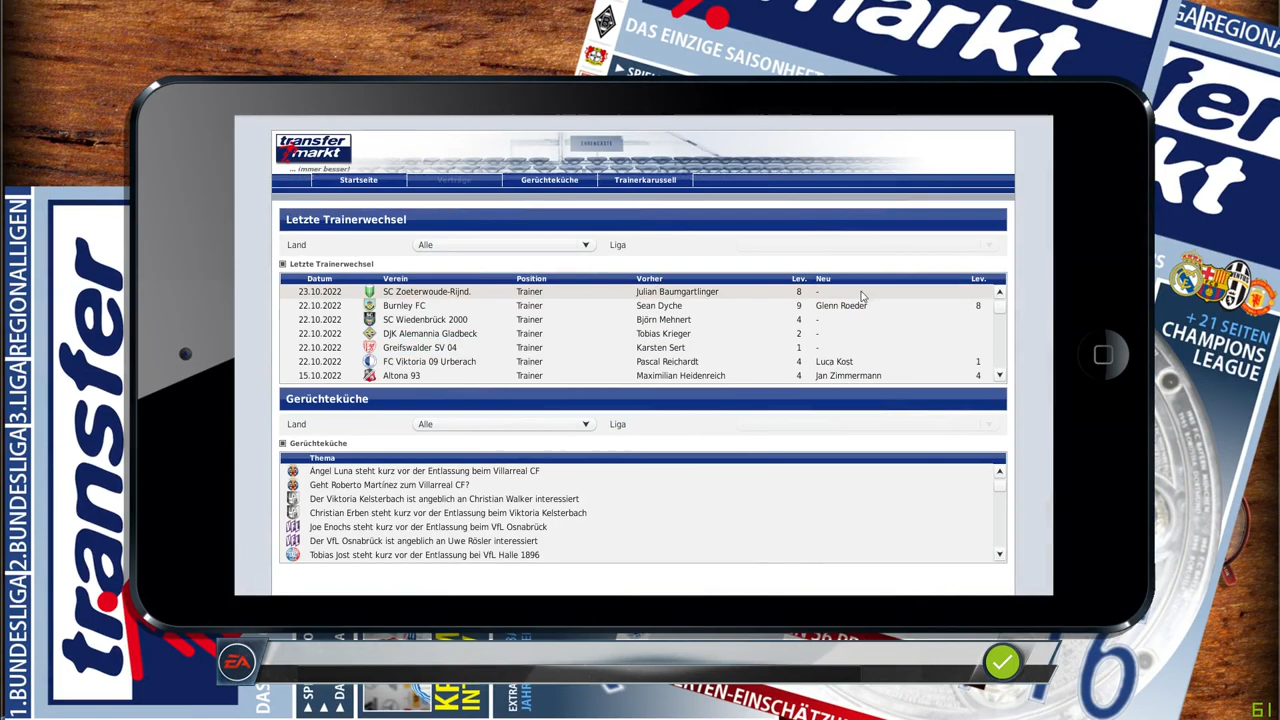 markt
DAS EINZIGE SAISONHEFT
transfer
markt
... immer besser!
EHRENGÄSTE
Startseite Verträge Gerüchteküche Trainerkarussell
Letzte Trainerwechsel
Land Alle Liga
Letzte Trainerwechsel
Datum Verein Position Vorher Lev. Neu Lev.
23.10.2022 SC Zoeterwoude-Rijnd. Trainer Julian Baumgartlinger 8 -
22.10.2022 Burnley FC Trainer Sean Dyche 9 Glenn Roeder 8
22.10.2022 SC Wiedenbrück 2000 Trainer Björn Mehnert 4 -
22.10.2022 DJK Alemannia Gladbeck Trainer Tobias Krieger 2 -
22.10.2022 Greifswalder SV 04 Trainer Karsten Sert 1 -
22.10.2022 FC Viktoria 09 Urberach Trainer Pascal Reichardt 4 Luca Kost 1
15.10.2022 Altona 93 Trainer Maximilian Heidenreich 4 Jan Zimmermann 4
Gerüchteküche
Land Alle Liga
Gerüchteküche
Thema
Ángel Luna steht kurz vor der Entlassung beim Villarreal CF
Geht Roberto Martínez zum Villarreal CF?
Der Viktoria Kelsterbach ist angeblich an Christian Walker interessiert
Christian Erben steht kurz vor der Entlassung beim Viktoria Kelsterbach
Joe Enochs steht kurz vor der Entlassung beim VfL Osnabrück
Der VfL Osnabrück ist angeblich an Uwe Rösler interessiert
Tobias Jost steht kurz vor der Entlassung bei VfL Halle 1896
1.BUNDESLIGA 2.BUNDESLIGA 3.LIGA REGIONALLIGEN
transfer
+ 21 SEITEN
CHAMPIONS
LEAGUE
EA
61